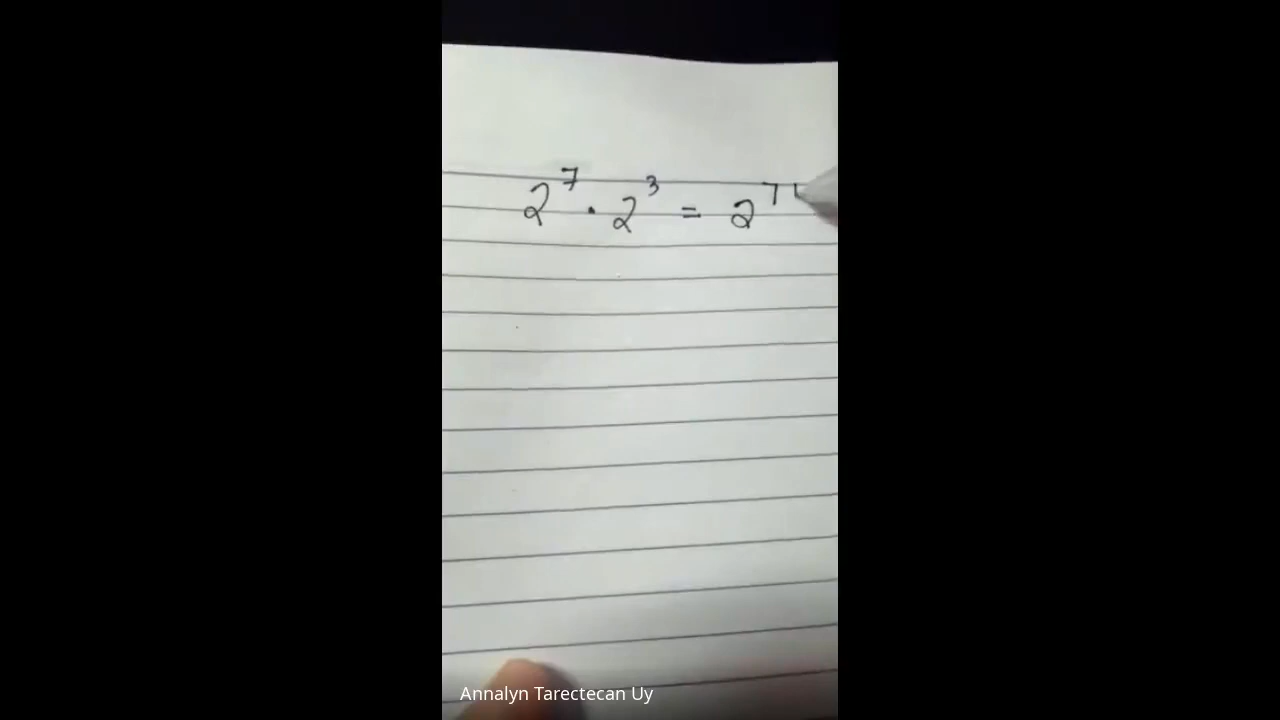 2⁷ · 2³ = 2⁷
Annalyn Tarectecan Uy